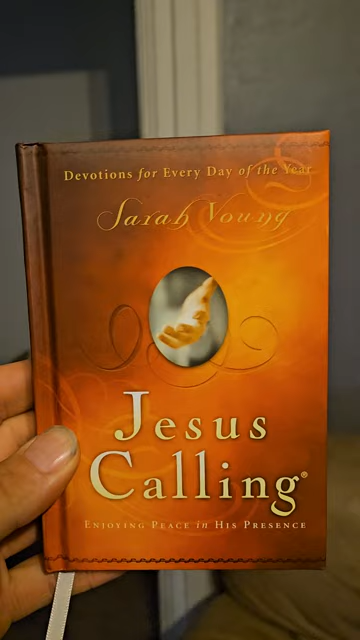 Devotions for Every Day of the Year
Sarah Young
Jesus
Calling®
Enjoying Peace in His Presence